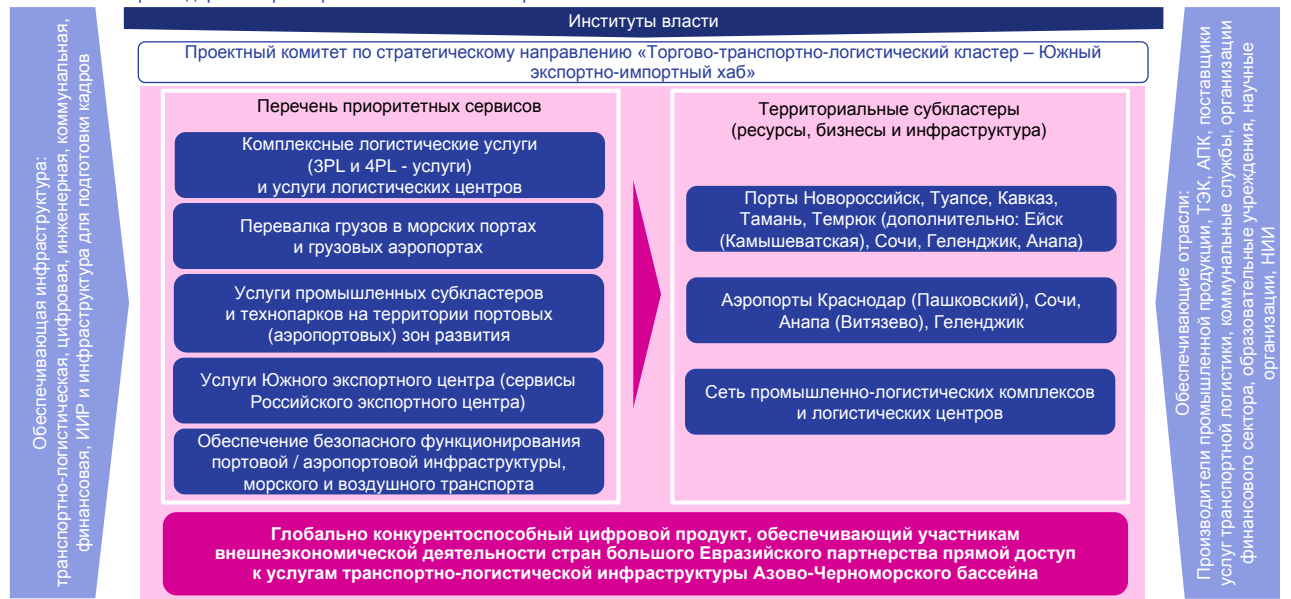 Институты власти
Проектный комитет по стратегическому направлению «Торгово-транспортно-логистический кластер – Южный
экспортно-импортный хаб»
Обеспечивающая инфраструктура:
транспортно-логистическая, цифровая, инженерная, коммунальная,
финансовая, ИИР и инфраструктура для подготовки кадров
Перечень приоритетных сервисов
Комплексные логистические услуги
(3PL и 4PL - услуги)
и услуги логистических центров
Перевалка грузов в морских портах
и грузовых аэропортах
Услуги промышленных субкластеров
и технопарков на территории портовых
(аэропортовых) зон развития
Услуги Южного экспортного центра (сервисы
Российского экспортного центра)
Обеспечение безопасного функционирования
портовой / аэропортовой инфраструктуры,
морского и воздушного транспорта
Территориальные субкластеры
(ресурсы, бизнесы и инфраструктура)
Порты Новороссийск, Туапсе, Кавказ,
Тамань, Темрюк (дополнительно: Ейск
(Камышеватская), Сочи, Геленджик, Анапа)
Аэропорты Краснодар (Пашковский), Сочи,
Анапа (Витязево), Геленджик
Сеть промышленно-логистических комплексов
и логистических центров
Глобально конкурентоспособный цифровой продукт, обеспечивающий участникам
внешнеэкономической деятельности стран большого Евразийского партнерства прямой доступ
к услугам транспортно-логистической инфраструктуры Азово-Черноморского бассейна
Обеспечивающие отрасли:
Производители промышленной продукции, ТЭК, АПК, поставщики
услуг транспортной логистики, коммунальные службы, организации
финансового сектора, образовательные учреждения, научные
организации, НИИ